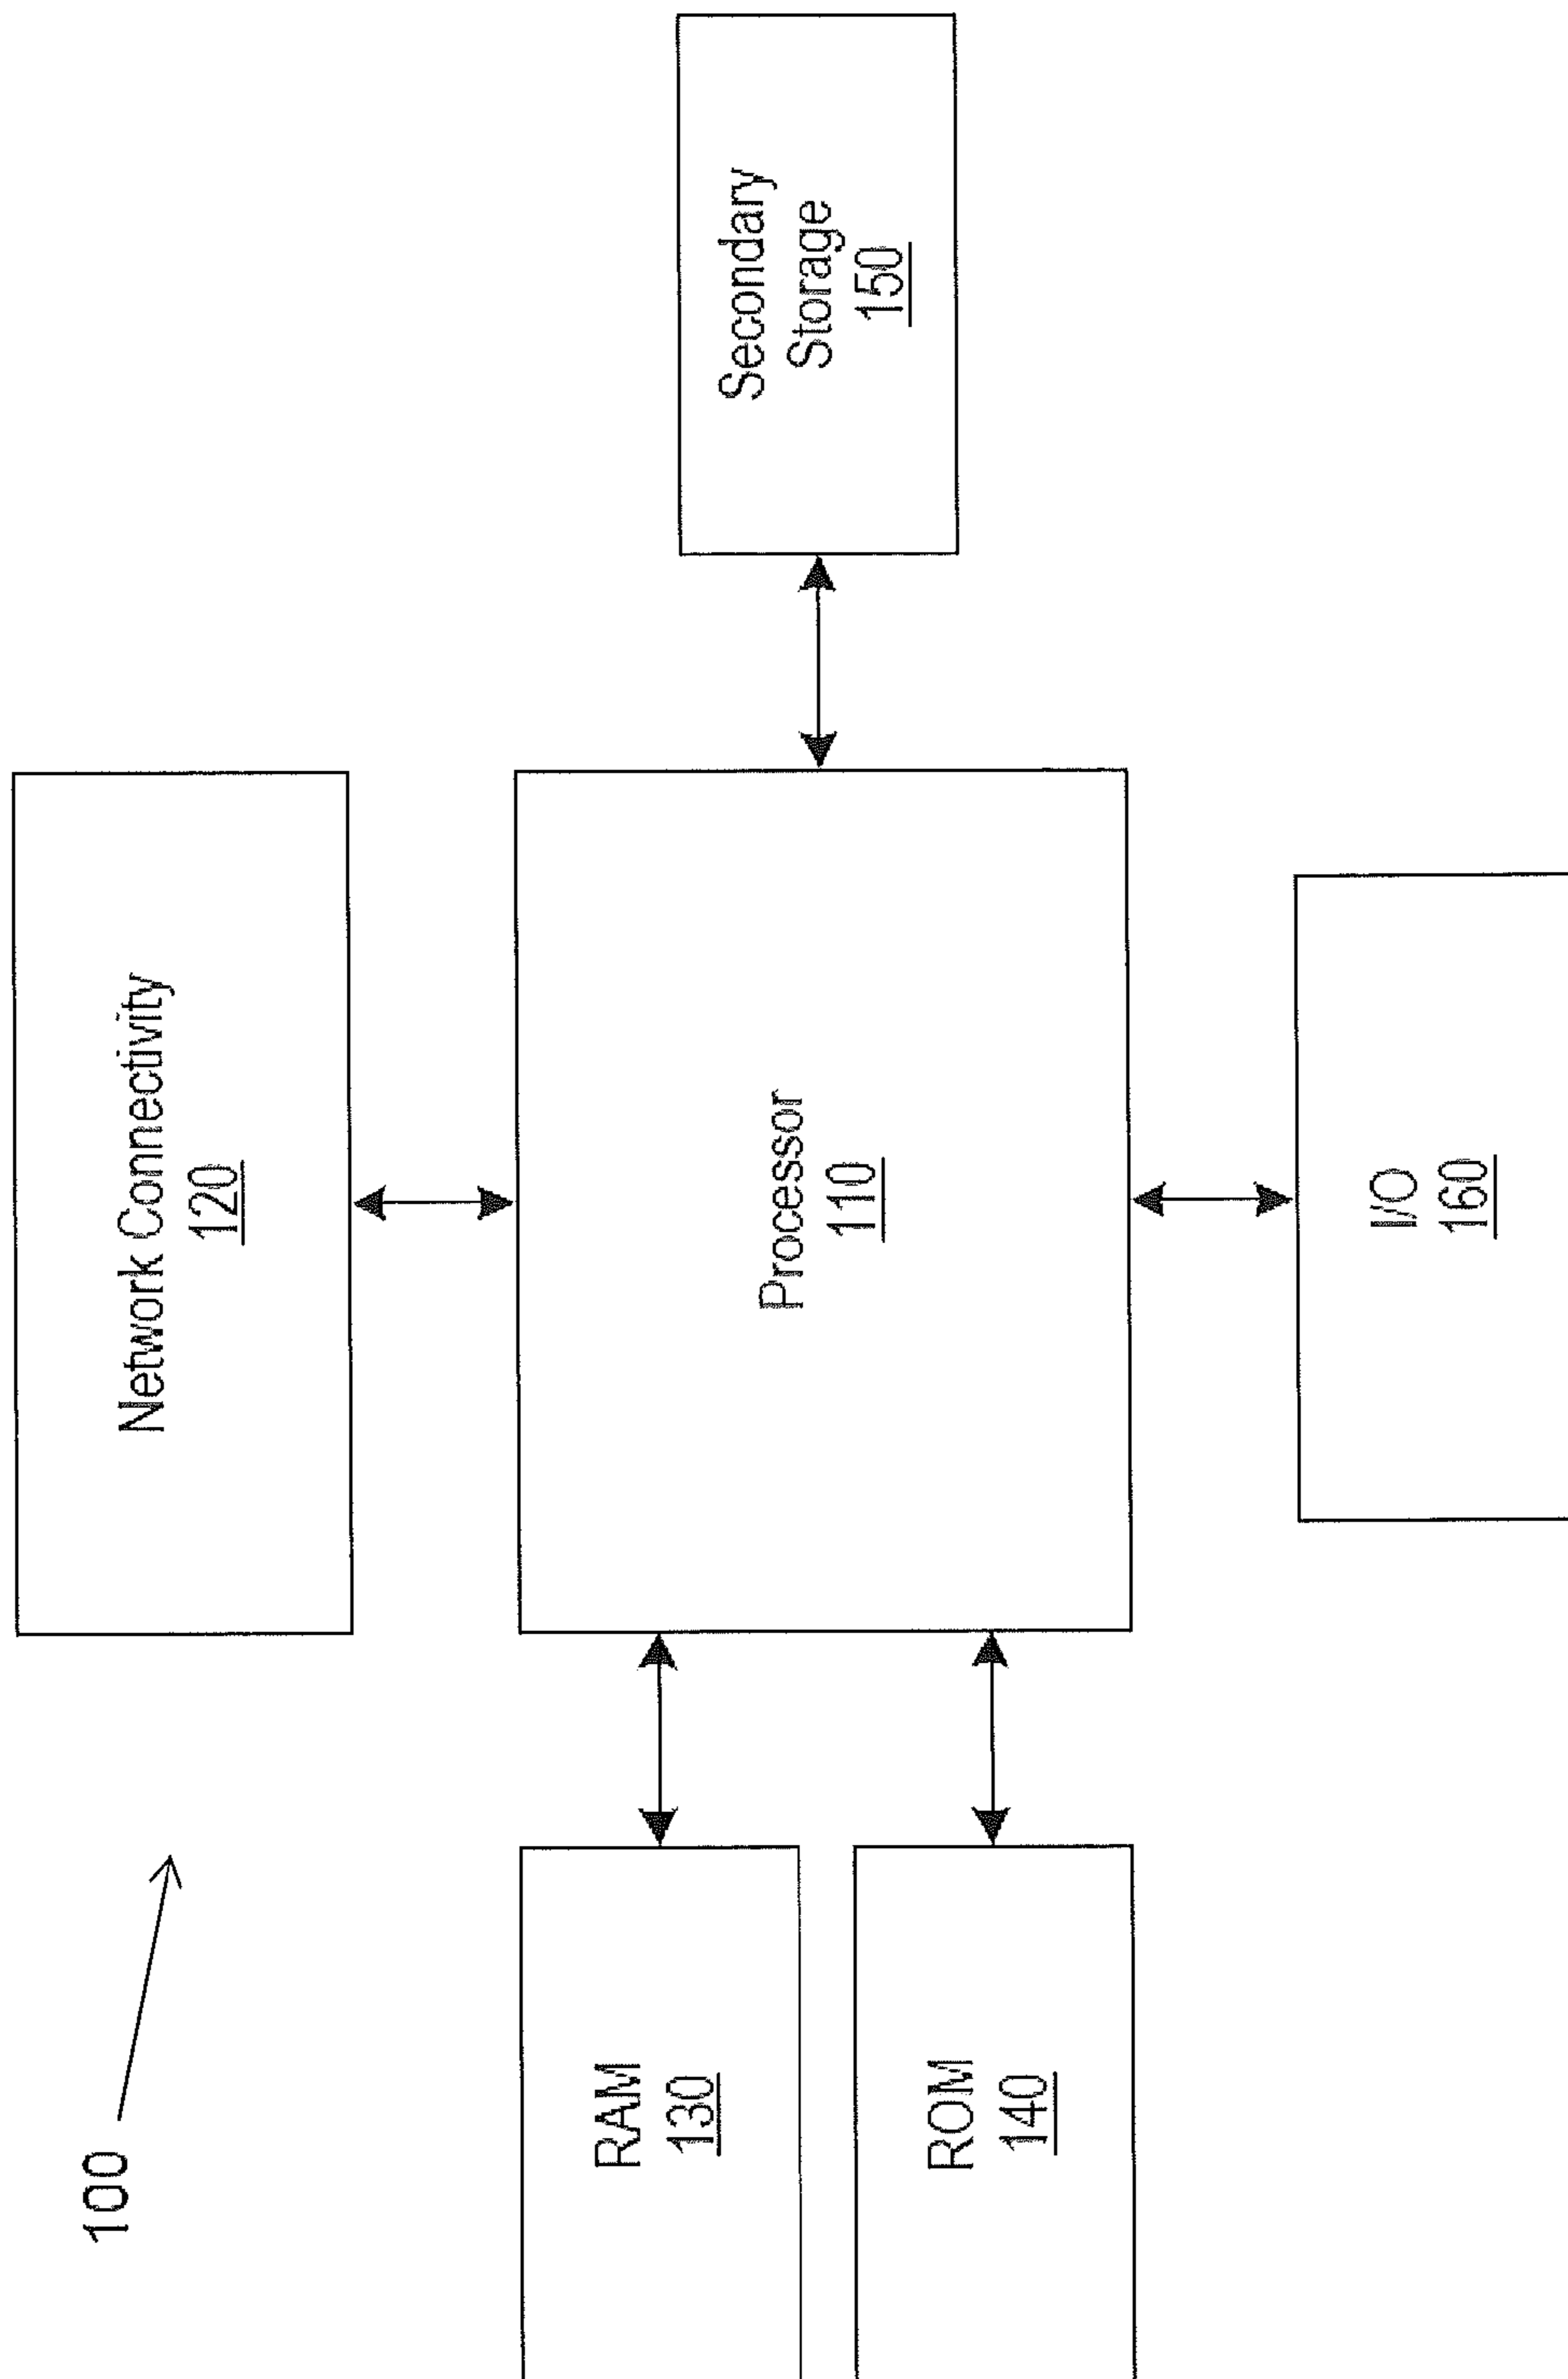 100
Network Connectivity
120
RAM
130
Processor
110
Secondary
Storage
150
ROM
140
I/O
160